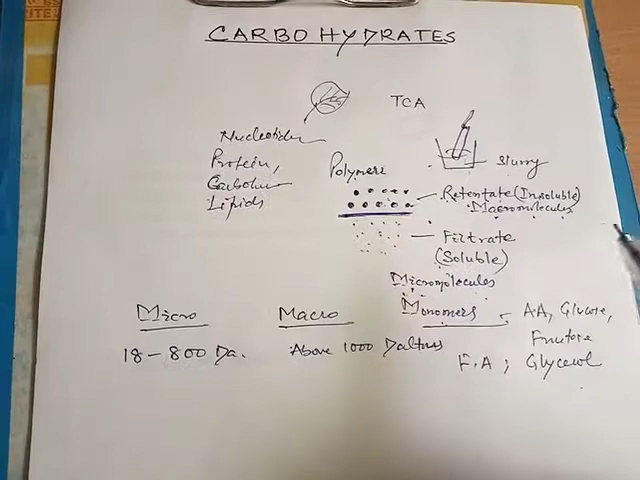 CARBOHYDRATES
TCA
Nucleotides
Protein,
Carbohy
Lipids
Polymers
Slurry
Retentate (Insoluble)
Macromolecules
Filtrate
(Soluble)
Micromolecules
Monomers - AA, Glucose,
Fructose
F.A ; Glycerol
Micro
18 - 800 Da.
Macro
Above 1000 Daltons